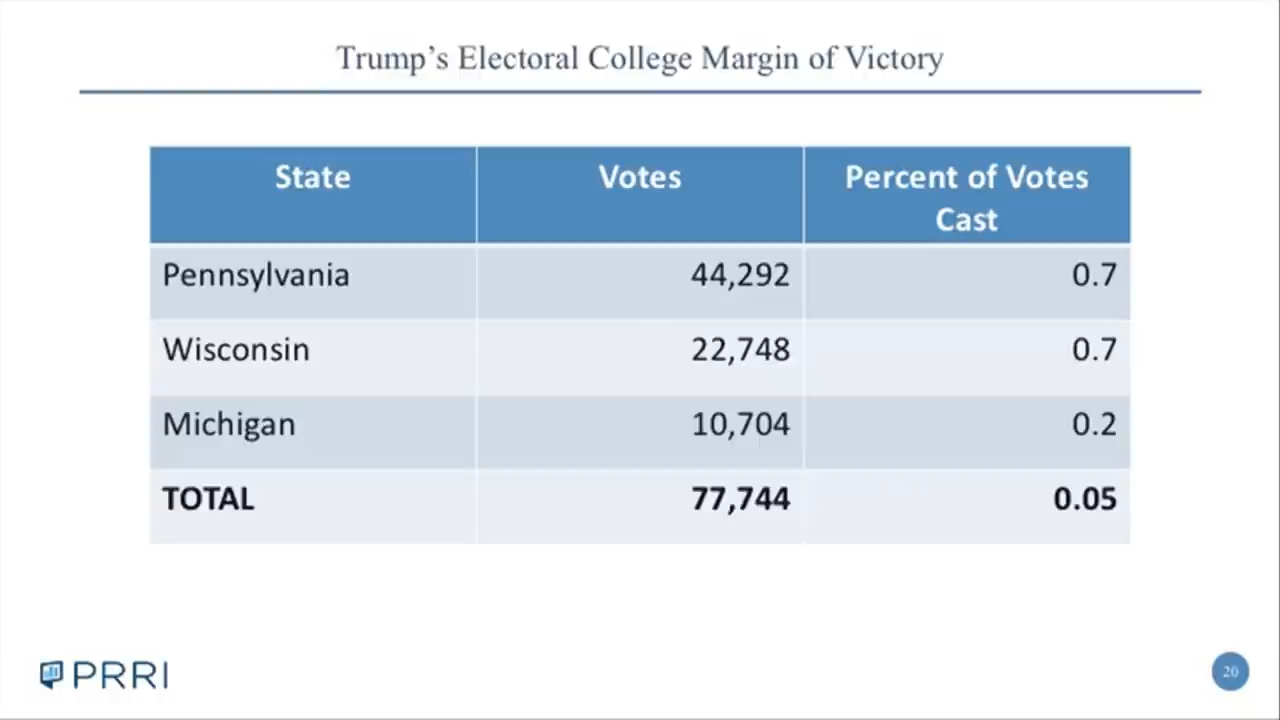 Trump’s Electoral College Margin of Victory
State Votes Percent of Votes
Cast
Pennsylvania 44,292 0.7
Wisconsin 22,748 0.7
Michigan 10,704 0.2
TOTAL 77,744 0.05
PRRI 20